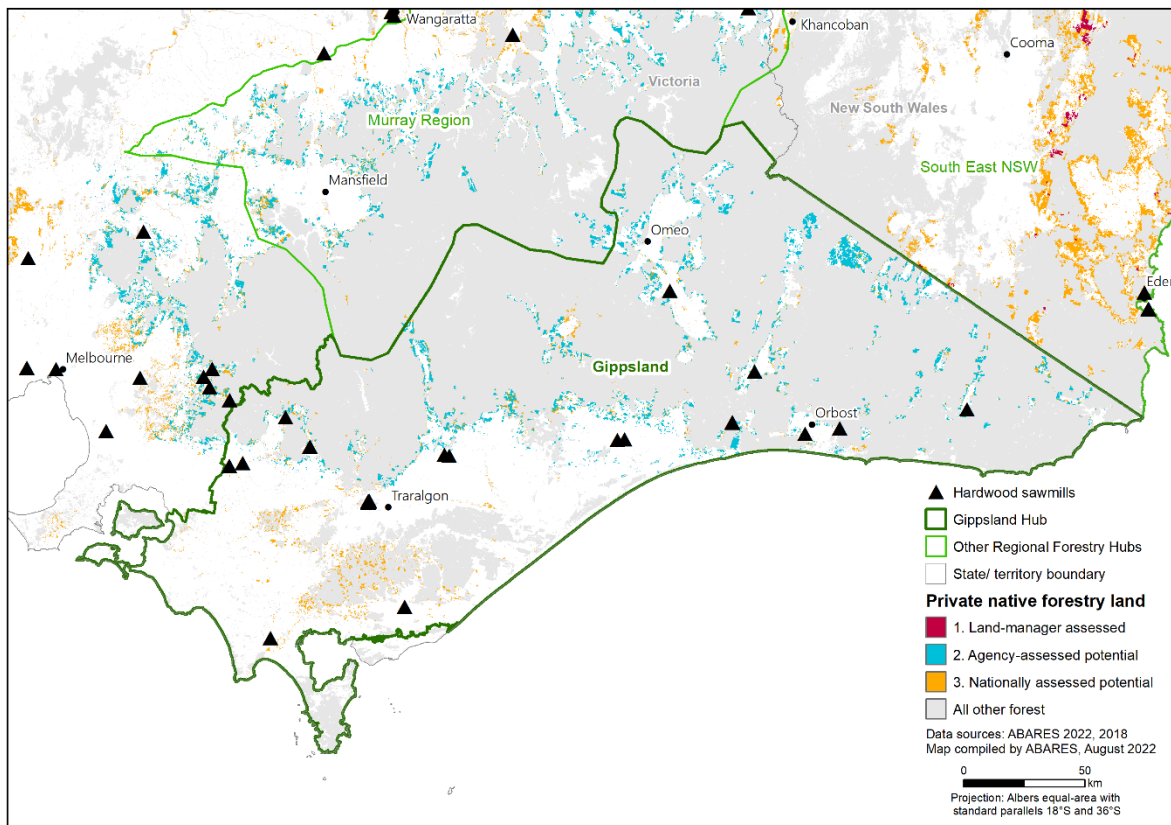 Wangaratta
Khancoban
Cooma
Victoria
New South Wales
Murray Region
South East NSW
Mansfield
Omeo
Eden
Melbourne
Gippsland
Orbost
Traralgon
Hardwood sawmills
Gippsland Hub
Other Regional Forestry Hubs
State/ territory boundary
Private native forestry land
1. Land-manager assessed
2. Agency-assessed potential
3. Nationally assessed potential
All other forest
Data sources: ABARES 2022, 2018
Map compiled by ABARES, August 2022
0 50
km
Projection: Albers equal-area with
standard parallels 18°S and 36°S